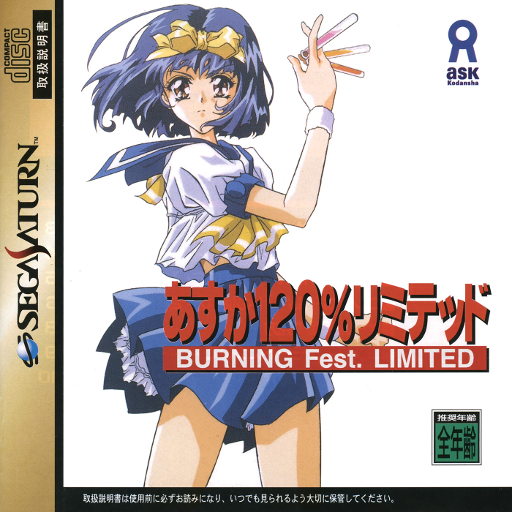 COMPACT
disc
取扱説明書
SEGA SATURN™
ask
Kodansha
あすか120%リミテッド
BURNING Fest. LIMITED
推奨年齢
全年齢
取扱説明書は使用前に必ずお読みになり、いつでも見られるよう大切に保管してください。